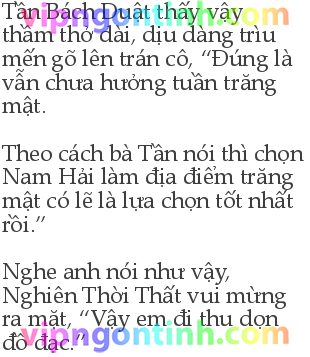 Tần Bách Duật thấy vậy
thầm thở dài, dịu dàng trìu
mến gõ lên trán cô, “Đúng là
vẫn chưa hưởng tuần trăng
mật.
Theo cách bà Tần nói thì chọn
Nam Hải làm địa điểm trăng
mật có lẽ là lựa chọn tốt nhất
rồi.”
Nghe anh nói như vậy,
Nghiên Thời Thất vui mừng
ra mặt, “Vậy em đi thu dọn
đồ đạc.”
vipngontinh.com
vipngontinh.com